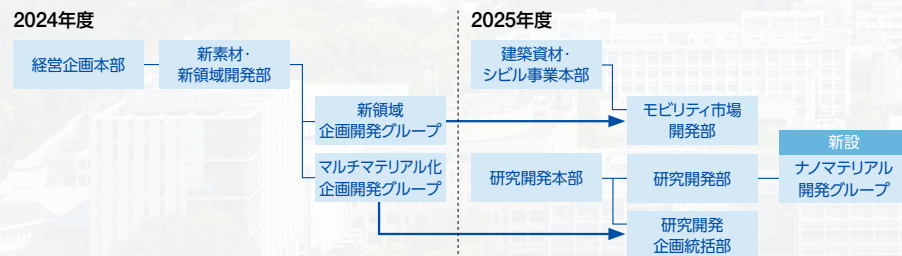 2024年度
経営企画本部
新素材・
新領域開発部
新領域
企画開発グループ
マルチマテリアル化
企画開発グループ
2025年度
建築資材・
シビル事業本部
モビリティ市場
開発部
研究開発本部
研究開発部
新設
ナノマテリアル
開発グループ
研究開発
企画統括部